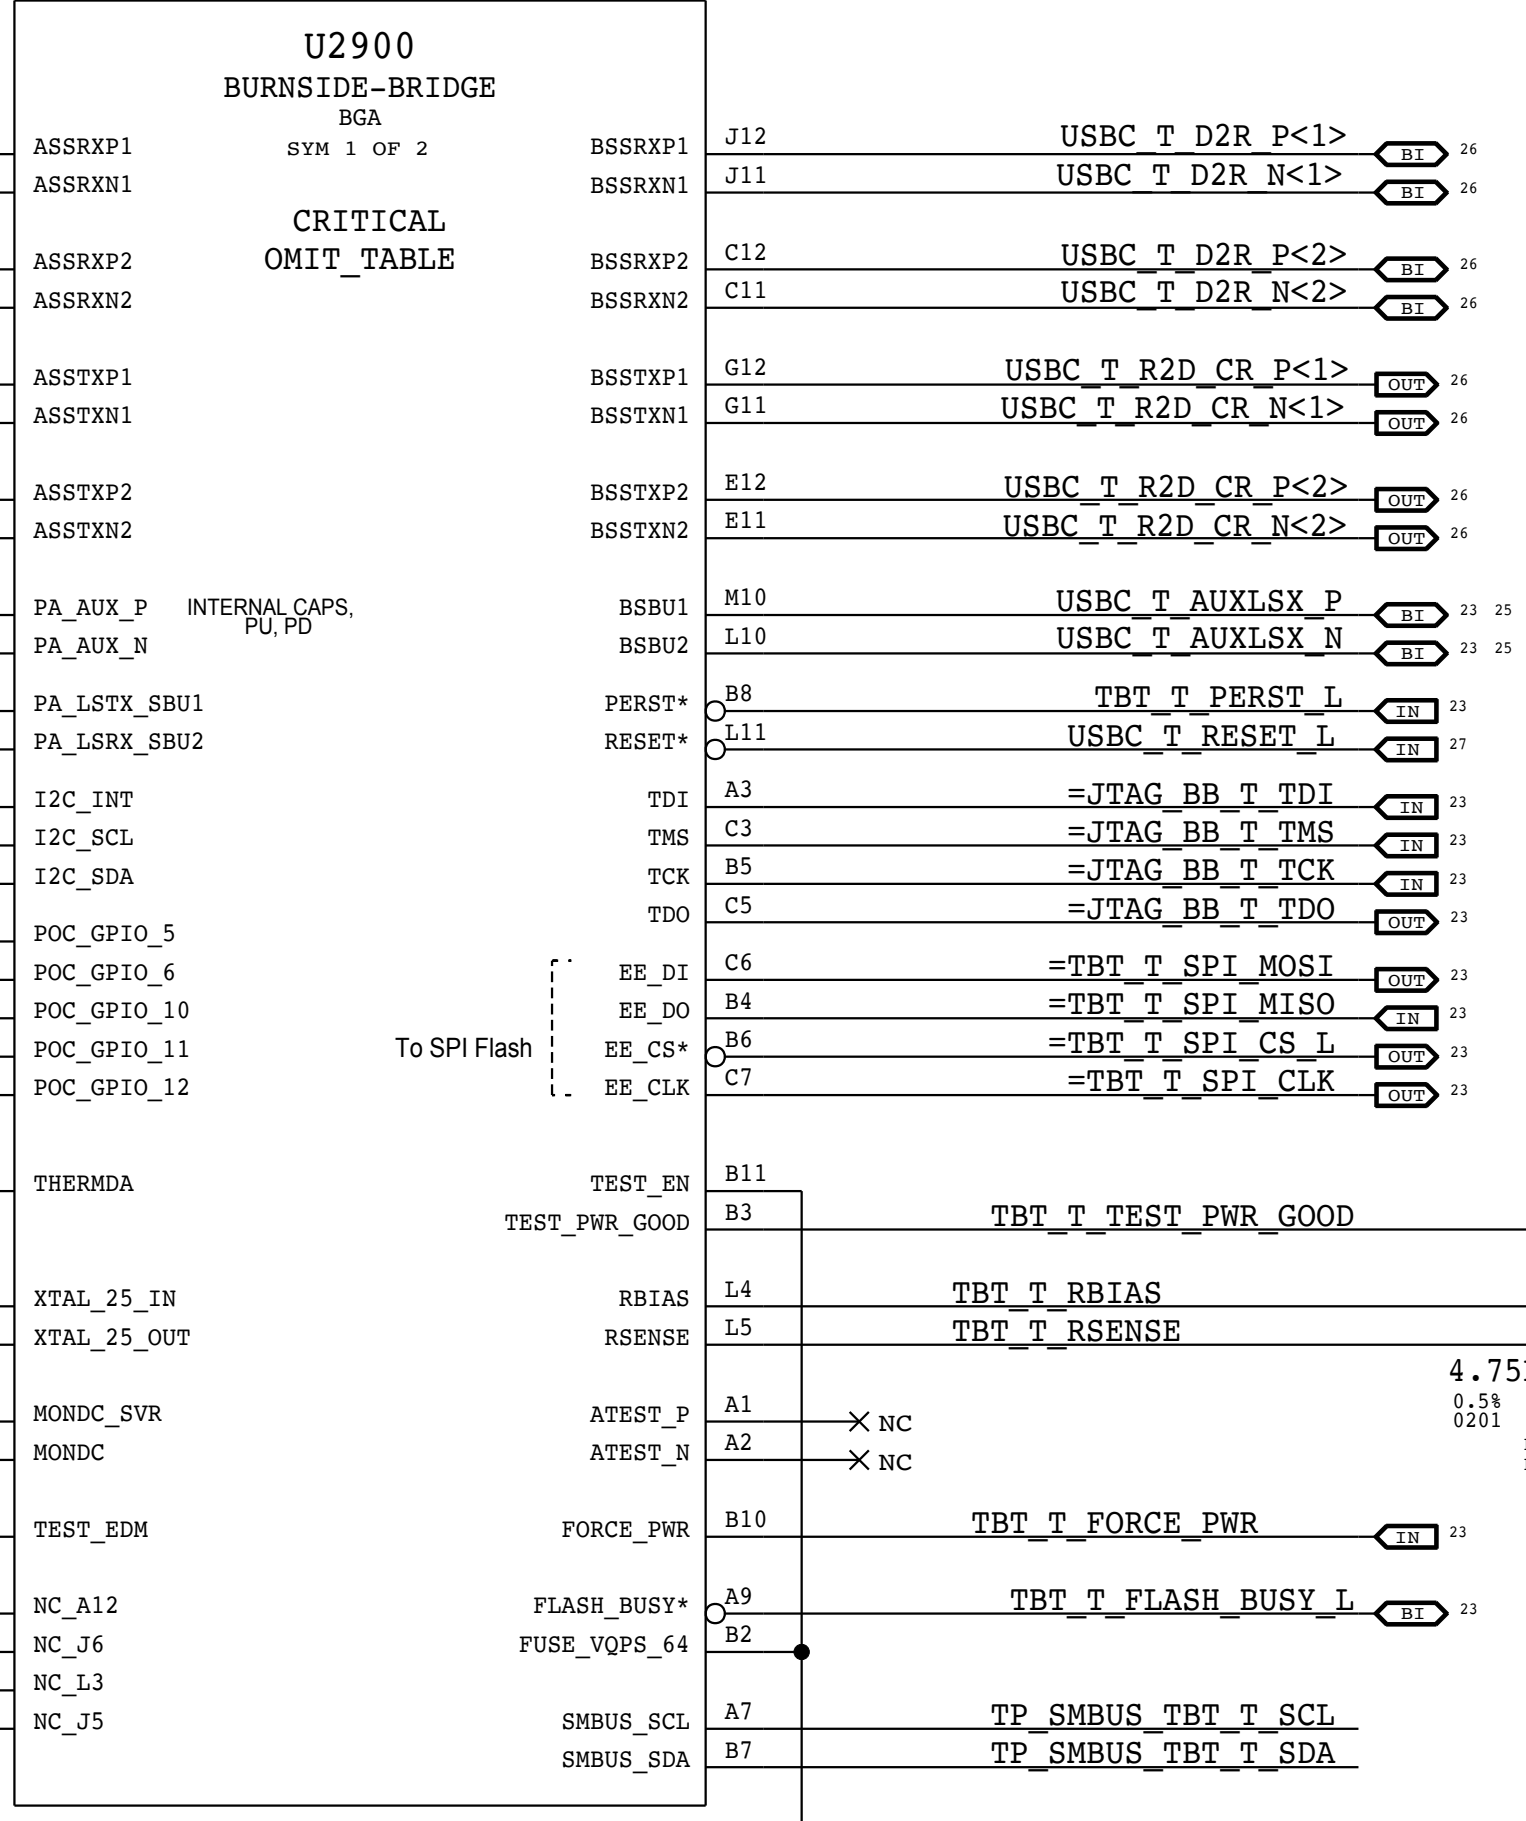 U2900
BURNSIDE-BRIDGE
BGA
SYM 1 OF 2
CRITICAL
OMIT_TABLE
ASSRXP1 BSSRXP1 J12 USBC_T_D2R_P<1> BI 26
ASSRXN1 BSSRXN1 J11 USBC_T_D2R_N<1> BI 26
ASSRXP2 BSSRXP2 C12 USBC_T_D2R_P<2> BI 26
ASSRXN2 BSSRXN2 C11 USBC_T_D2R_N<2> BI 26
ASSTXP1 BSSTXP1 G12 USBC_T_R2D_CR_P<1> OUT 26
ASSTXN1 BSSTXN1 G11 USBC_T_R2D_CR_N<1> OUT 26
ASSTXP2 BSSTXP2 E12 USBC_T_R2D_CR_P<2> OUT 26
ASSTXN2 BSSTXN2 E11 USBC_T_R2D_CR_N<2> OUT 26
PA_AUX_P INTERNAL CAPS, BSBU1 M10 USBC_T_AUXLSX_P BI 23 25
PU, PD
PA_AUX_N BSBU2 L10 USBC_T_AUXLSX_N BI 23 25
PA_LSTX_SBU1 PERST* B8 TBT_T_PERST_L IN 23
PA_LSRX_SBU2 RESET* L11 USBC_T_RESET_L IN 27
I2C_INT TDI A3 =JTAG_BB_T_TDI IN 23
I2C_SCL TMS C3 =JTAG_BB_T_TMS IN 23
I2C_SDA TCK B5 =JTAG_BB_T_TCK IN 23
TDO C5 =JTAG_BB_T_TDO OUT 23
POC_GPIO_5
POC_GPIO_6 EE_DI C6 =TBT_T_SPI_MOSI OUT 23
POC_GPIO_10 EE_DO B4 =TBT_T_SPI_MISO IN 23
POC_GPIO_11 To SPI Flash EE_CS* B6 =TBT_T_SPI_CS_L OUT 23
POC_GPIO_12 EE_CLK C7 =TBT_T_SPI_CLK OUT 23
THERMDA TEST_EN B11
TEST_PWR_GOOD B3 TBT_T_TEST_PWR_GOOD
XTAL_25_IN RBIAS L4 TBT_T_RBIAS
XTAL_25_OUT RSENSE L5 TBT_T_RSENSE
4.75
0.5%
0201
MONDC_SVR ATEST_P A1 NC
MONDC ATEST_N A2 NC
TEST_EDM FORCE_PWR B10 TBT_T_FORCE_PWR IN 23
NC_A12 FLASH_BUSY* A9 TBT_T_FLASH_BUSY_L BI 23
NC_J6 FUSE_VQPS_64 B2
NC_L3
NC_J5 SMBUS_SCL A7 TP_SMBUS_TBT_T_SCL
SMBUS_SDA B7 TP_SMBUS_TBT_T_SDA